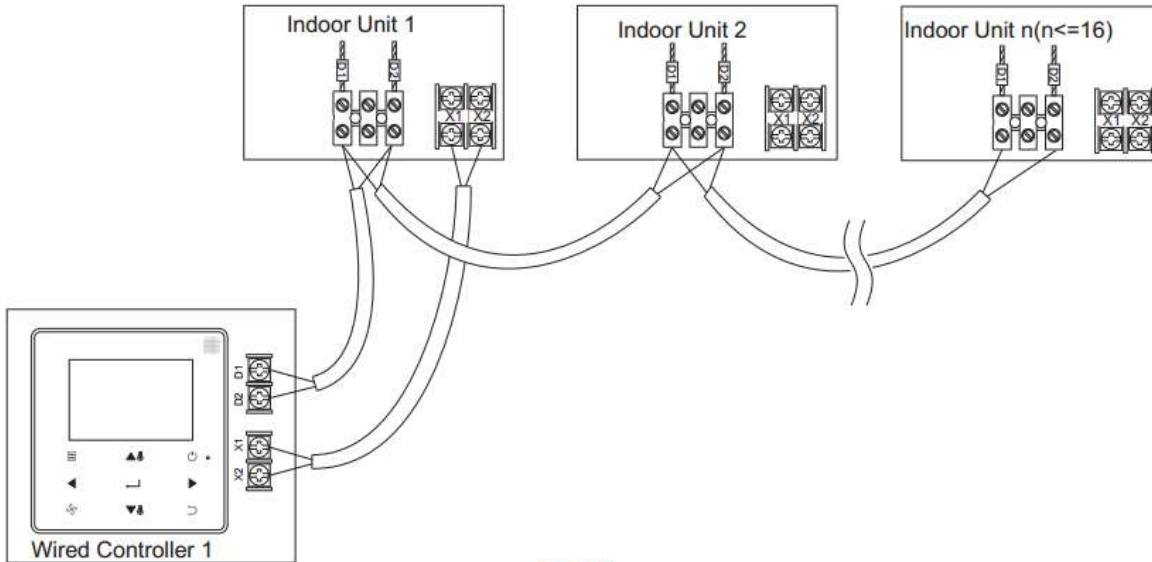 Indoor Unit 1
Indoor Unit 2
Indoor Unit n(n<=16)
D1
D2
X1 X2
D1
D2
X1 X2
D1
D2
X1 X2
D1
D2
X1
X2
Wired Controller 1